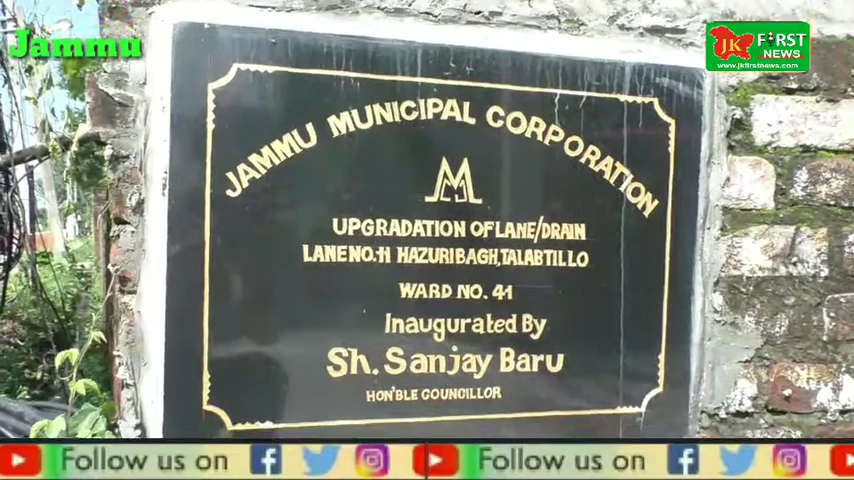 Jammu
JK FIRST
NEWS
www.jkfirstnews.com
JAMMU MUNICIPAL CORPORATION
M
UPGRADATION OF LANE/DRAIN
LANE NO.11 HAZURIBAGH, TALABTILLO
WARD NO. 41
Inaugurated By
Sh. Sanjay Baru
HON'BLE COUNCILLOR
Follow us on
Follow us on